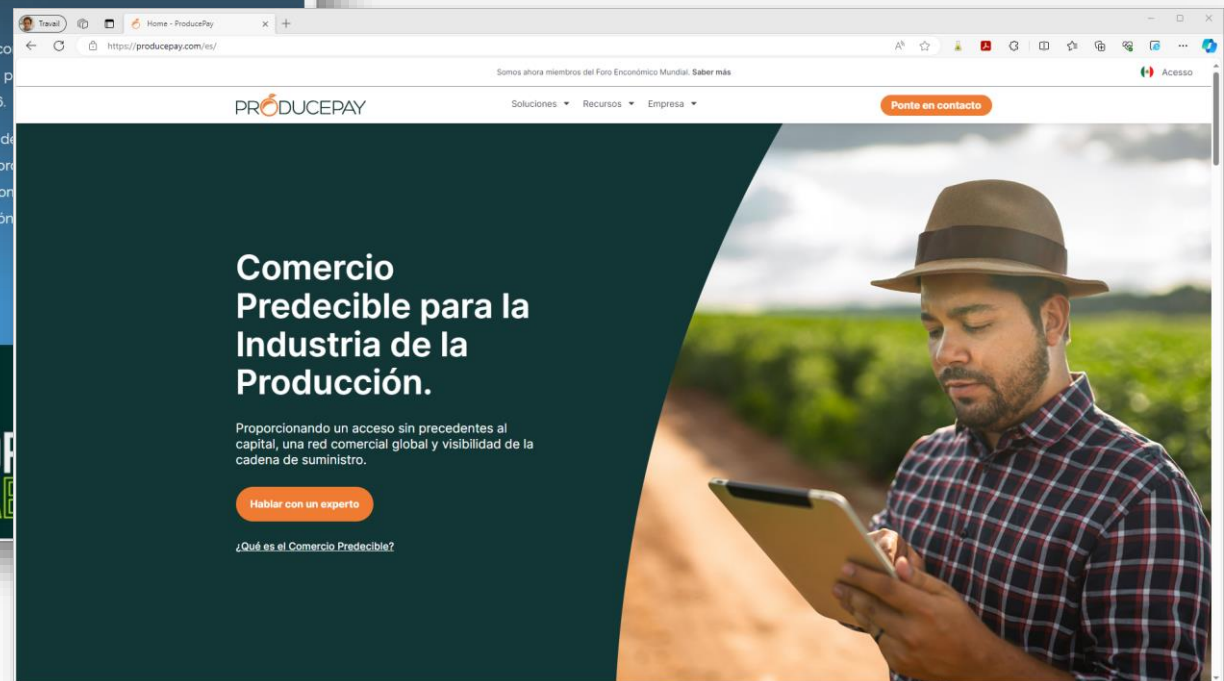 Travail
Home - ProducePay
https://producepay.com/es/
Somos ahora miembros del Foro Enconómico Mundial. Saber más
Acesso
PRODUCEPAY
Soluciones
Recursos
Empresa
Ponte en contacto
Comercio
Predecible para la
Industria de la
Producción.
Proporcionando un acceso sin precedentes al
capital, una red comercial global y visibilidad de la
cadena de suministro.
Hablar con un experto
¿Qué es el Comercio Predecible?